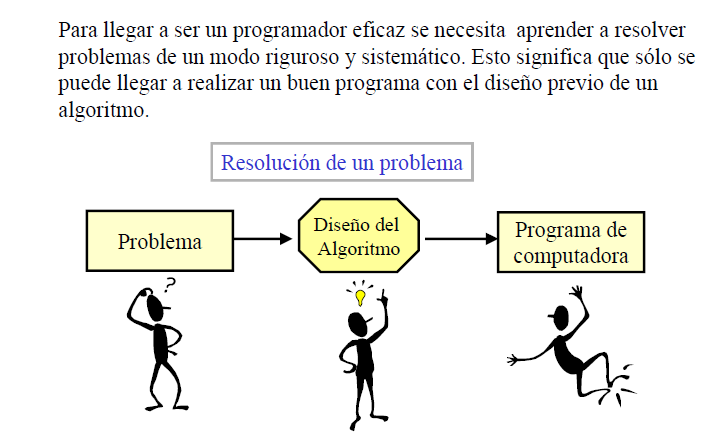 Para llegar a ser un programador eficaz se necesita aprender a resolver
problemas de un modo riguroso y sistemático. Esto significa que sólo se
puede llegar a realizar un buen programa con el diseño previo de un
algoritmo.
Resolución de un problema
Problema
Diseño del
Algoritmo
Programa de
computadora
?